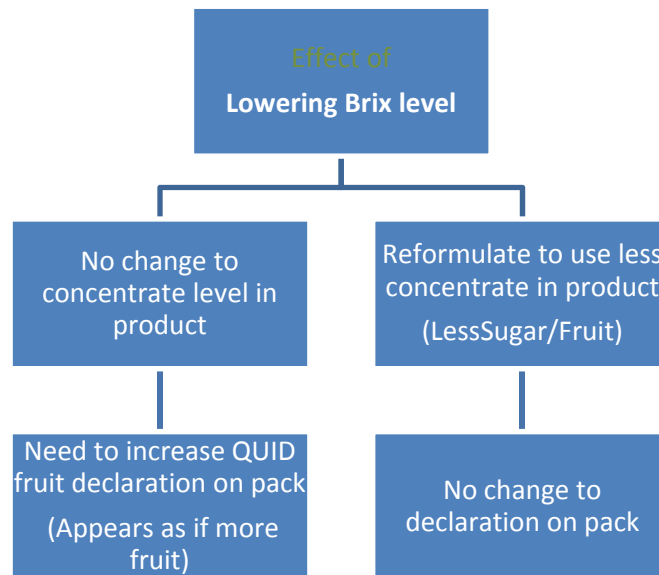 Effect of
Lowering Brix level
No change to
concentrate level in
product
Reformulate to use less
concentrate in product
(LessSugar/Fruit)
Need to increase QUID
fruit declaration on pack
(Appears as if more
fruit)
No change to
declaration on pack